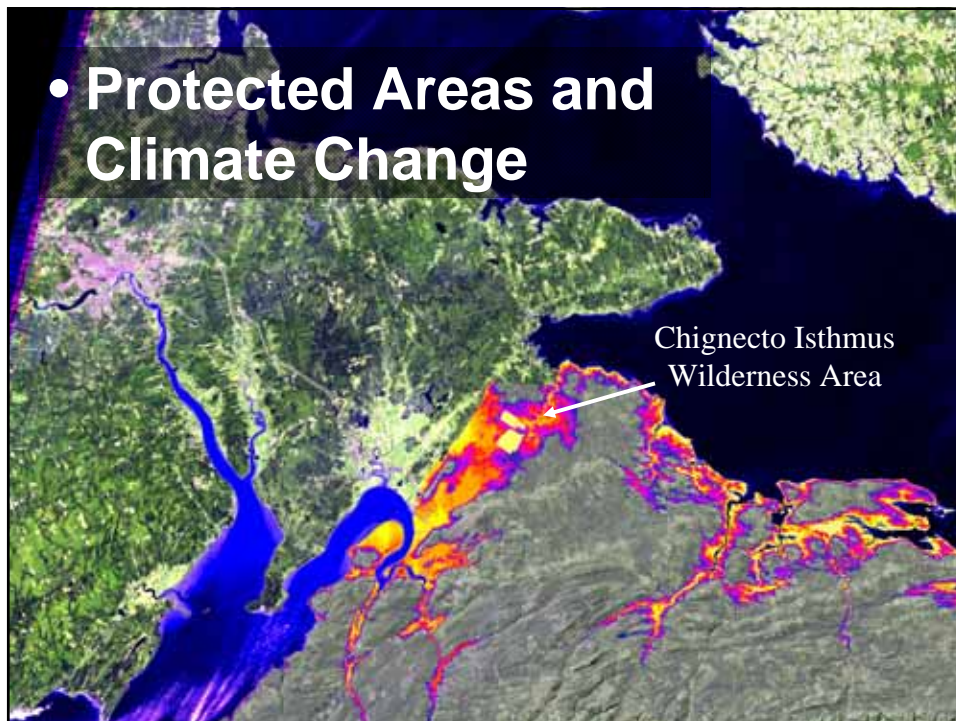 • Protected Areas and
Climate Change
Chignecto Isthmus
Wilderness Area